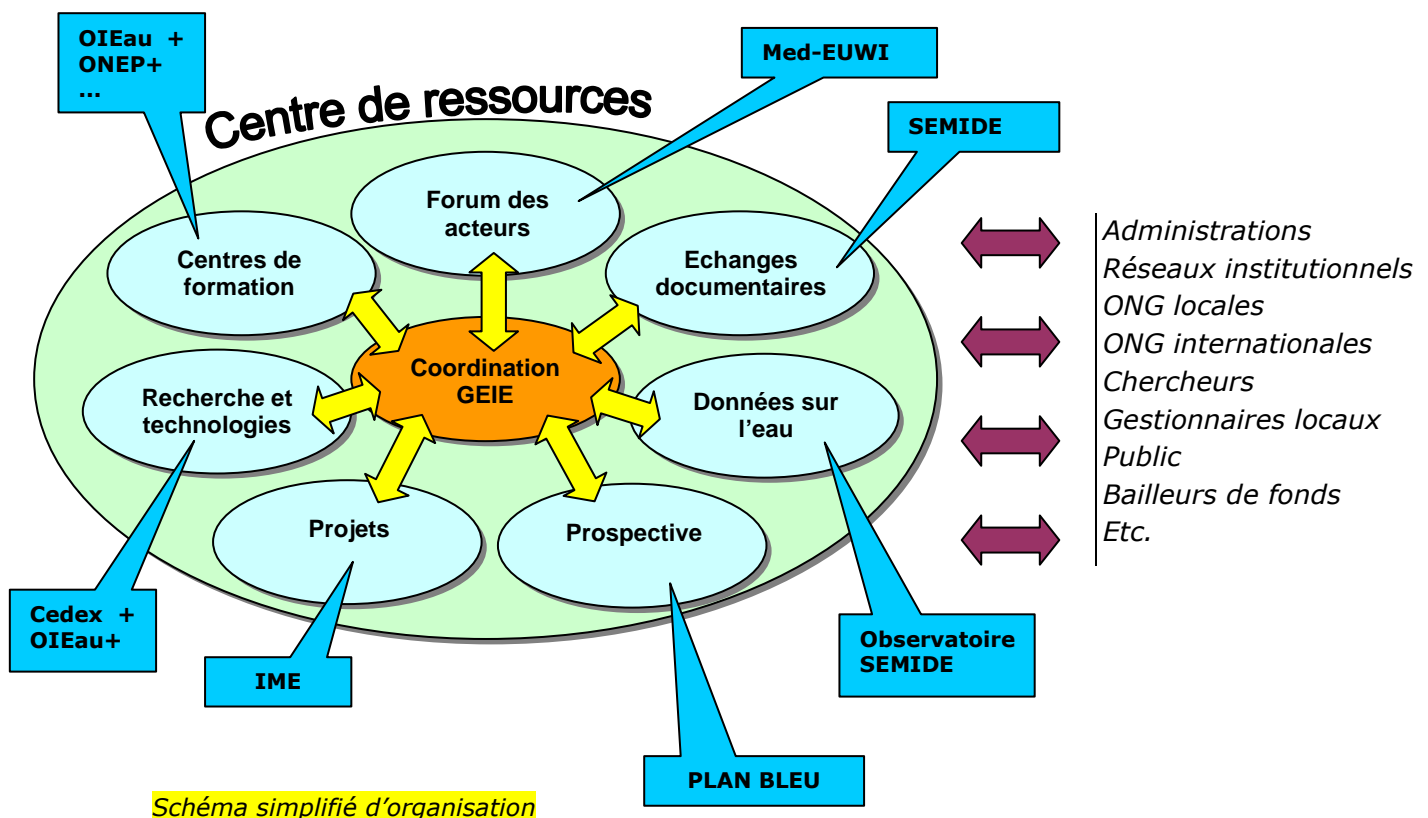 OIEau +
ONEP+
...
Med-EUWI
SEMIDE
Centre de ressources
Forum des
acteurs
Centres de
formation
Echanges
documentaires
Coordination
GEIE
Recherche et
technologies
Données sur
l'eau
Projets
Prospective
Cedex +
OIEau+
IME
Observatoire
SEMIDE
PLAN BLEU
Administrations
Réseaux institutionnels
ONG locales
ONG internationales
Chercheurs
Gestionnaires locaux
Public
Bailleurs de fonds
Etc.
Schéma simplifié d'organisation